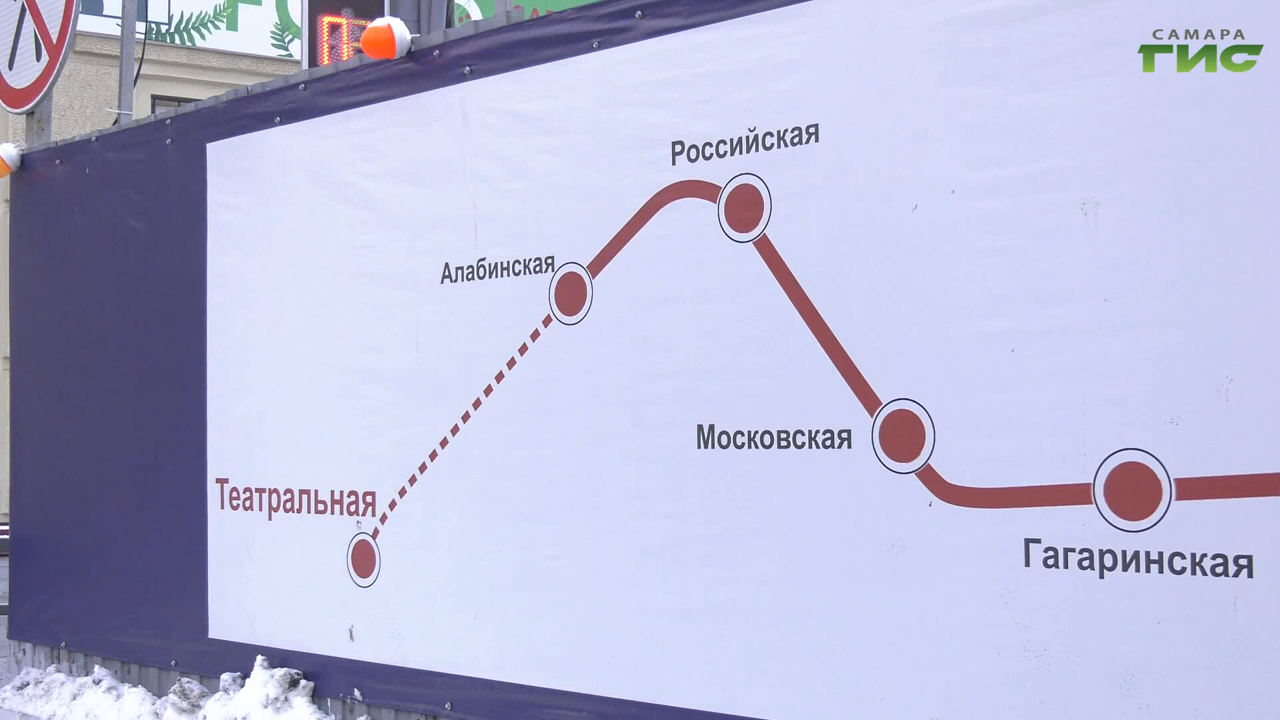 САМАРА
ГИС
Российская
Алабинская
Московская
Театральная
Гагаринская